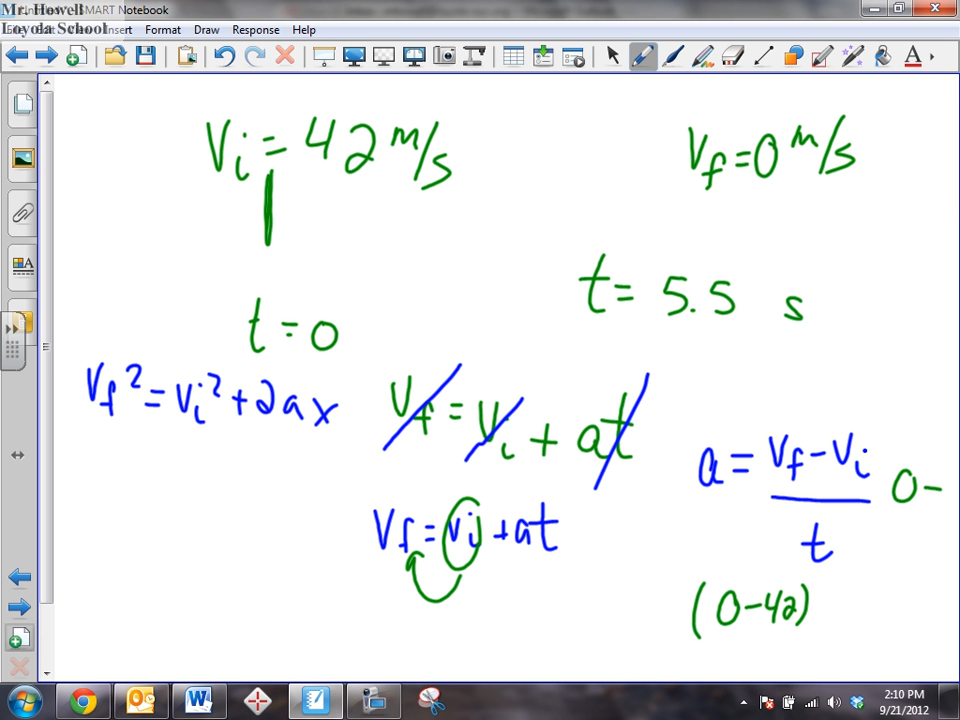 Mr. Howell
Loyola School
SMART Notebook
Insert Format Draw Response Help
Vi = 42 m/s
Vf = 0 m/s
t = 0
t = 5.5 s
Vf² = Vi² + 2ax
Vf = Vi + at
a = Vf - Vi / t
0 -
Vf = Vi + at
(0 - 42)
2:10 PM
9/21/2012